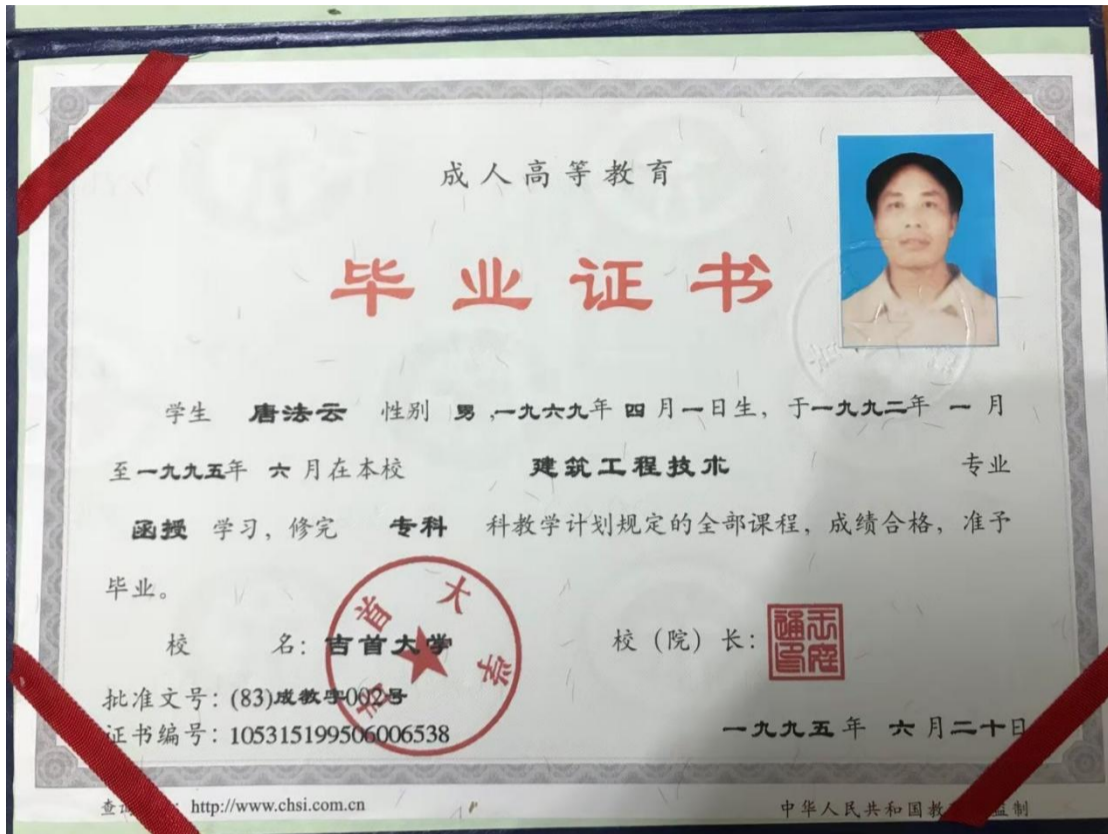 成人高等教育
毕业证书
学生 唐法云 性别 男,一九六九年 四 月一日生，于一九九二年 一 月
至一九九五年 六 月在本校 建筑工程技术 专业
函授 学习，修完 专科 科教学计划规定的全部课程，成绩合格，准予
毕业。
校 名：吉首大学 校（院）长：
吉首大学
批准文号：(83)成教字002号
证书编号：105315199506006538
一九九五年 六 月二十日
http://www.chsi.com.cn
中华人民共和国教 监制